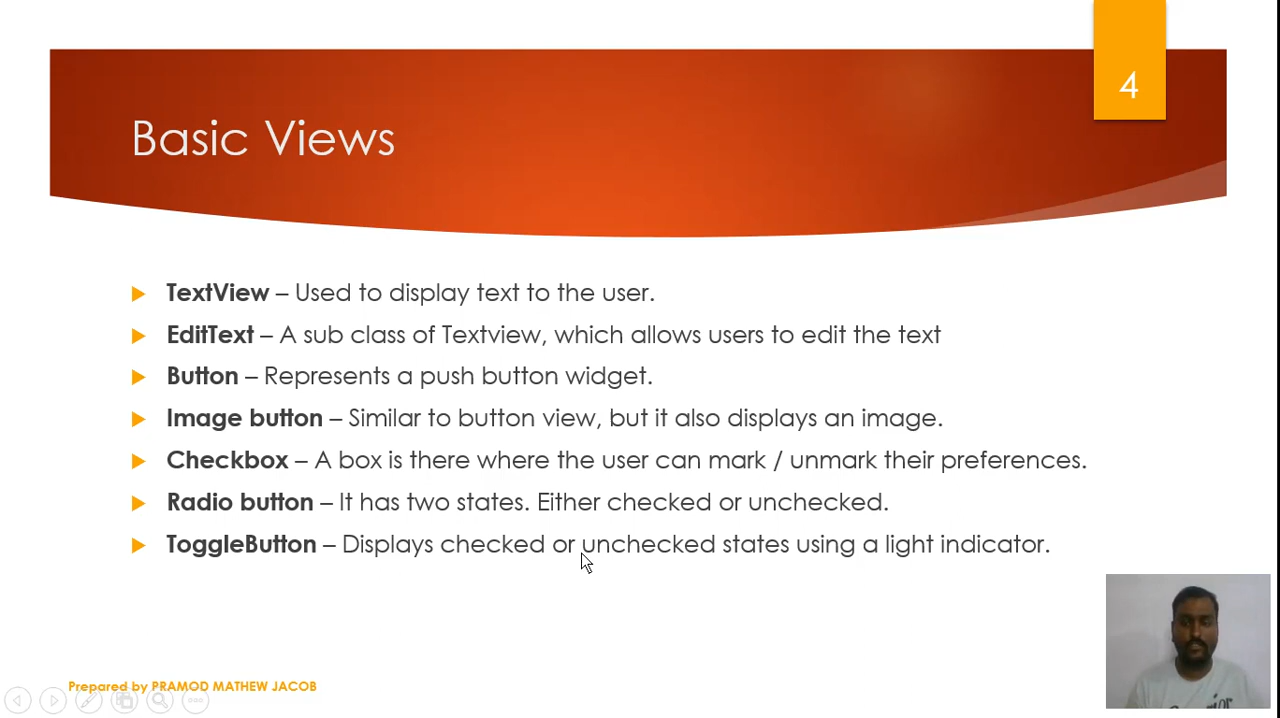 4
Basic Views
TextView – Used to display text to the user.
EditText – A sub class of Textview, which allows users to edit the text
Button – Represents a push button widget.
Image button – Similar to button view, but it also displays an image.
Checkbox – A box is there where the user can mark / unmark their preferences.
Radio button – It has two states. Either checked or unchecked.
ToggleButton – Displays checked or unchecked states using a light indicator.
Prepared by PRAMOD MATHEW JACOB